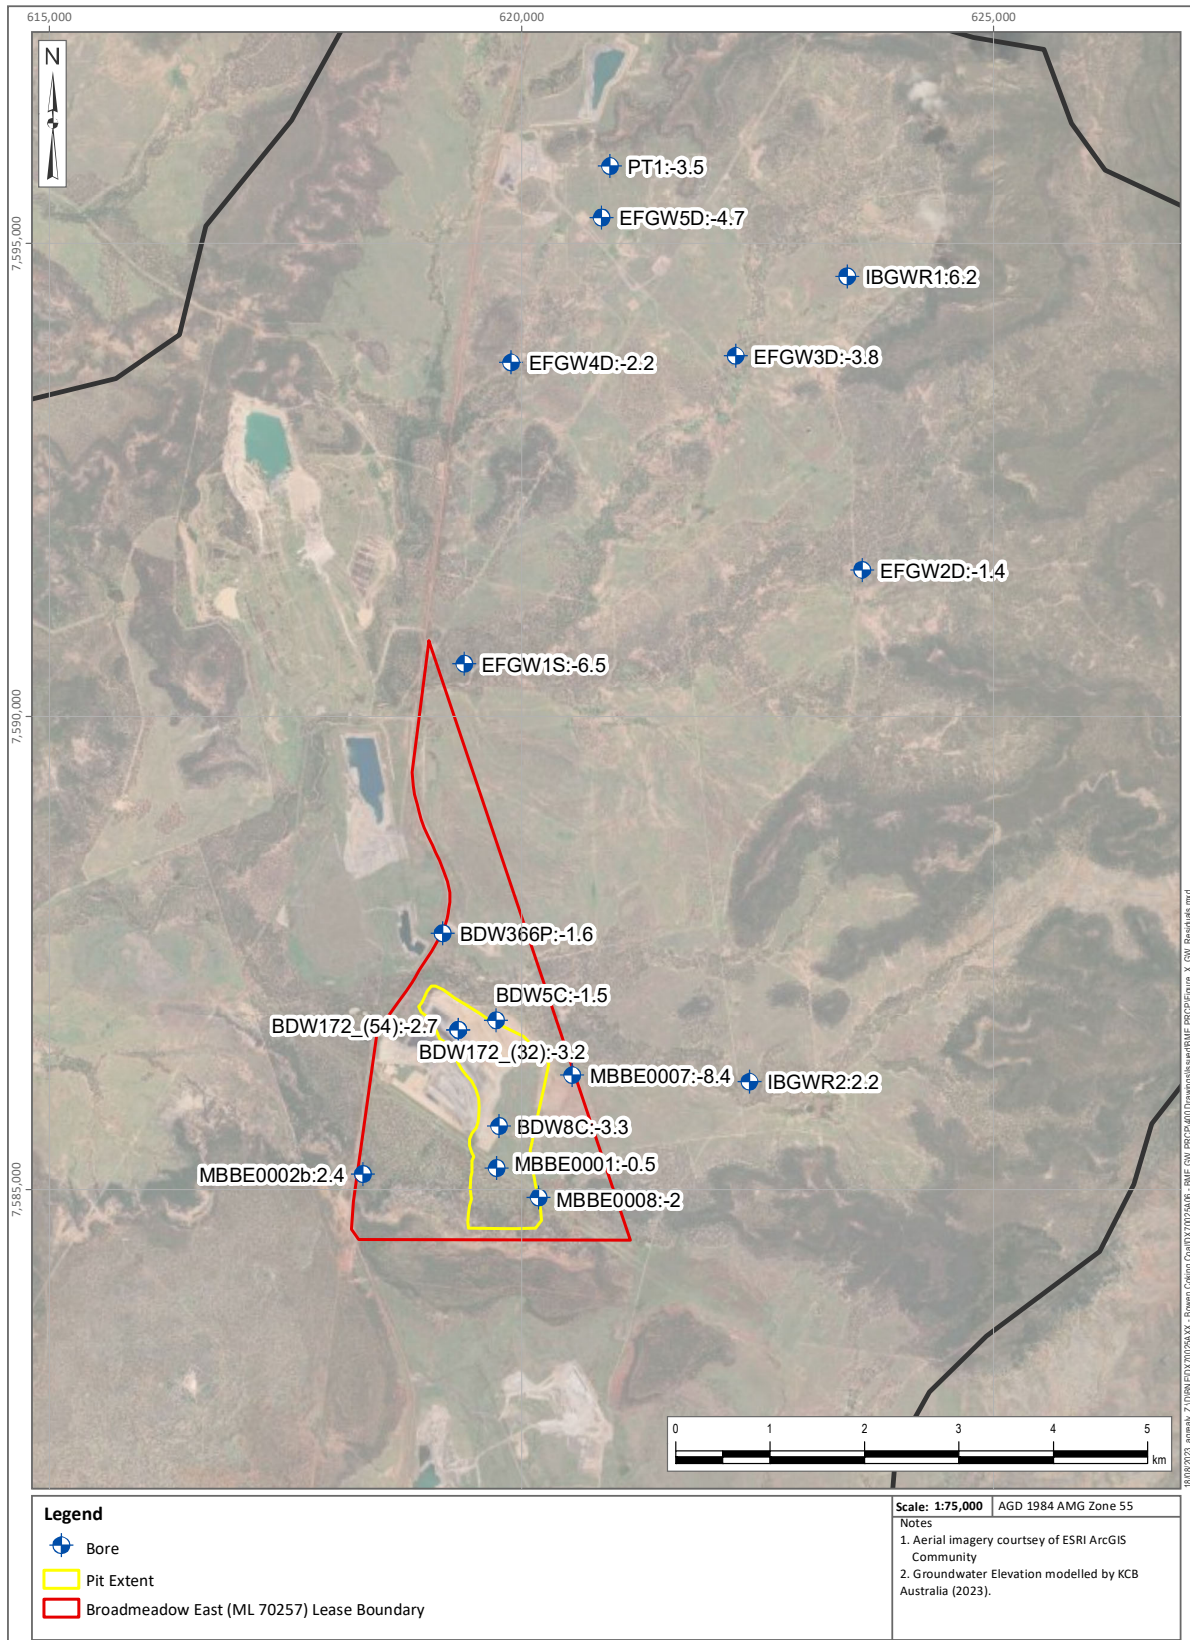 615,000
620,000
625,000
N
PT1:-3.5
EFGW5D:-4.7
7,595,000
IBGWR1:6.2
EFGW4D:-2.2
EFGW3D:-3.8
EFGW2D:-1.4
EFGW1S:-6.5
7,590,000
BDW366P:-1.6
BDW5C:-1.5
BDW172_(54):-2.7
BDW172_(32):-3.2
MBBE0007:-8.4
IBGWR2:2.2
BDW8C:-3.3
MBBE0001:-0.5
MBBE0002b:2.4
7,585,000
MBBE0008:-2
0 1 2 3 4 5
km
Legend
Bore
Pit Extent
Broadmeadow East (ML 70257) Lease Boundary
Scale: 1:75,000 AGD 1984 AMG Zone 55
Notes
1. Aerial imagery courtsey of ESRI ArcGIS
Community
2. Groundwater Elevation modelled by KCB
Australia (2023).